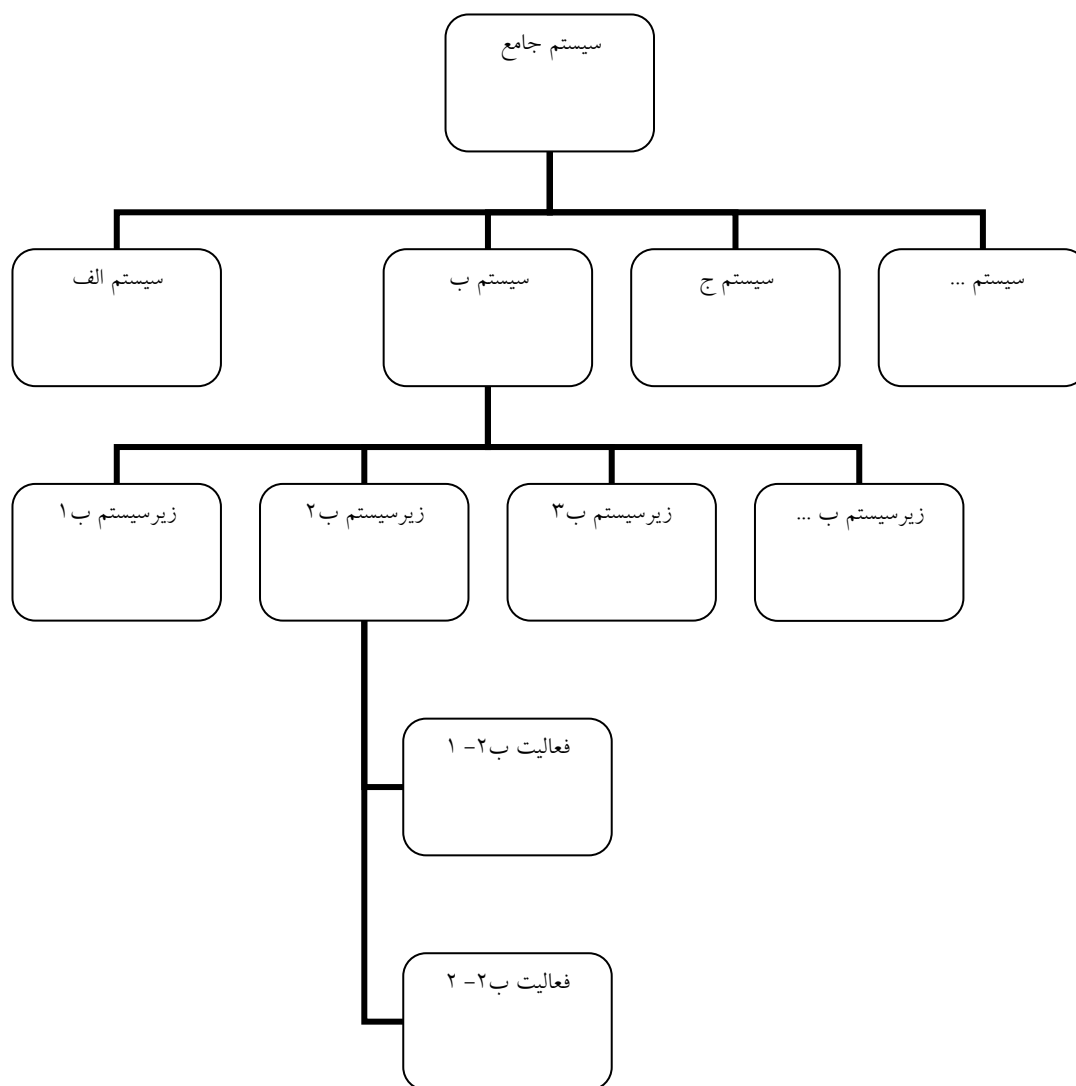 سیستم جامع
سیستم الف
سیستم ب
سیستم ج
سیستم ...
زیرسیستم ب۱
زیرسیستم ب۲
زیرسیستم ب۳
زیرسیستم ب ...
فعالیت ب۲- ۱
فعالیت ب۲- ۲